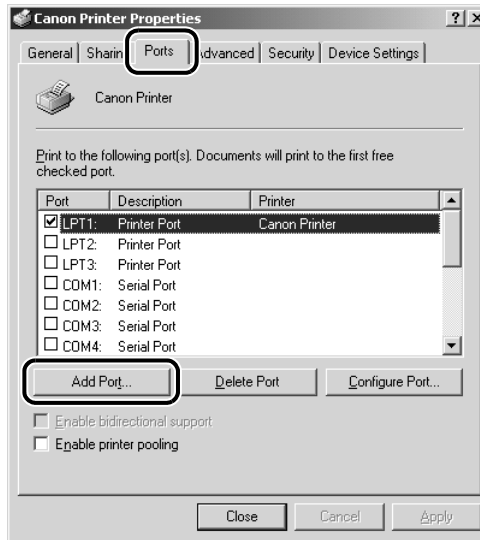 Canon Printer Properties
General Sharin Ports dvanced Security Device Settings
Canon Printer
Print to the following port(s). Documents will print to the first free
checked port.
Port Description Printer
LPT1: Printer Port Canon Printer
LPT2: Printer Port
LPT3: Printer Port
COM1: Serial Port
COM2: Serial Port
COM3: Serial Port
COM4: Serial Port
Add Port... Delete Port Configure Port...
Enable bidirectional support
Enable printer pooling
Close Cancel Apply